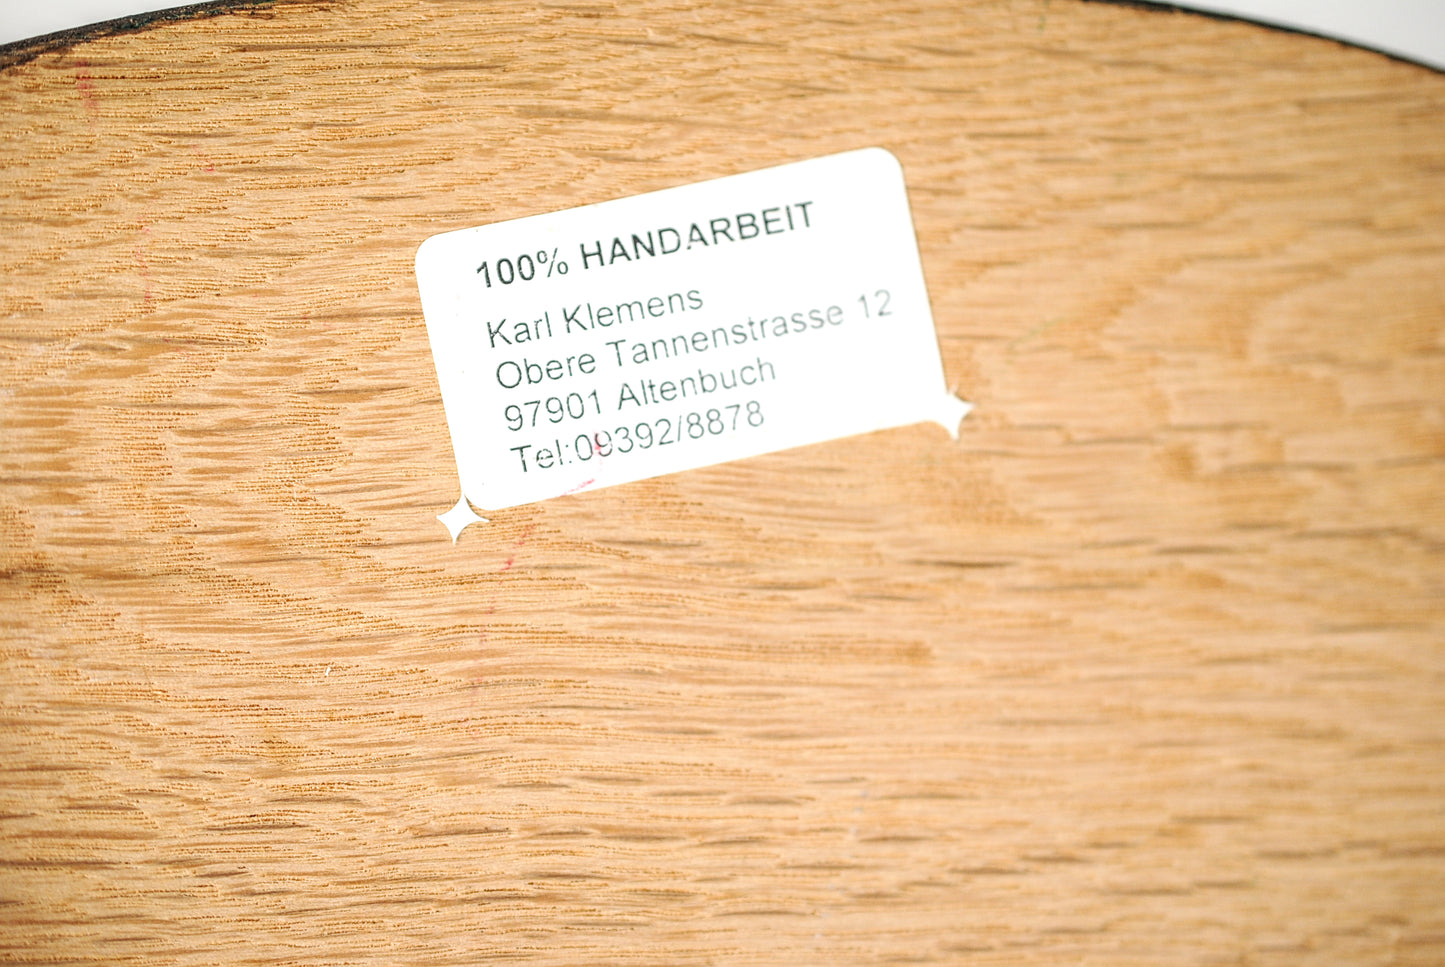 100% HANDARBEIT
Karl Klemens
Obere Tannenstrasse 12
97901 Altenbuch
Tel:09392/8878